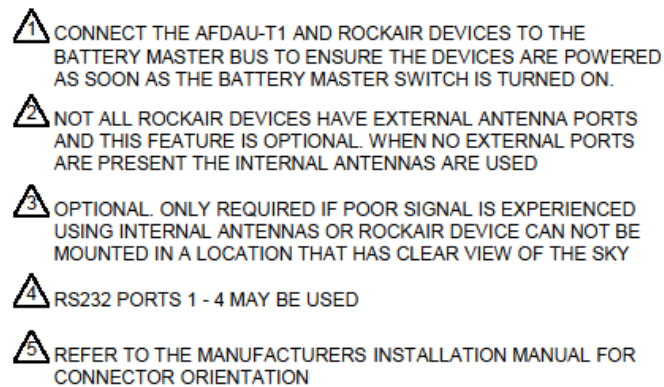 1 CONNECT THE AFDAU-T1 AND ROCKAIR DEVICES TO THE
BATTERY MASTER BUS TO ENSURE THE DEVICES ARE POWERED
AS SOON AS THE BATTERY MASTER SWITCH IS TURNED ON.
2 NOT ALL ROCKAIR DEVICES HAVE EXTERNAL ANTENNA PORTS
AND THIS FEATURE IS OPTIONAL. WHEN NO EXTERNAL PORTS
ARE PRESENT THE INTERNAL ANTENNAS ARE USED
3 OPTIONAL. ONLY REQUIRED IF POOR SIGNAL IS EXPERIENCED
USING INTERNAL ANTENNAS OR ROCKAIR DEVICE CAN NOT BE
MOUNTED IN A LOCATION THAT HAS CLEAR VIEW OF THE SKY
4 RS232 PORTS 1 - 4 MAY BE USED
5 REFER TO THE MANUFACTURERS INSTALLATION MANUAL FOR
CONNECTOR ORIENTATION